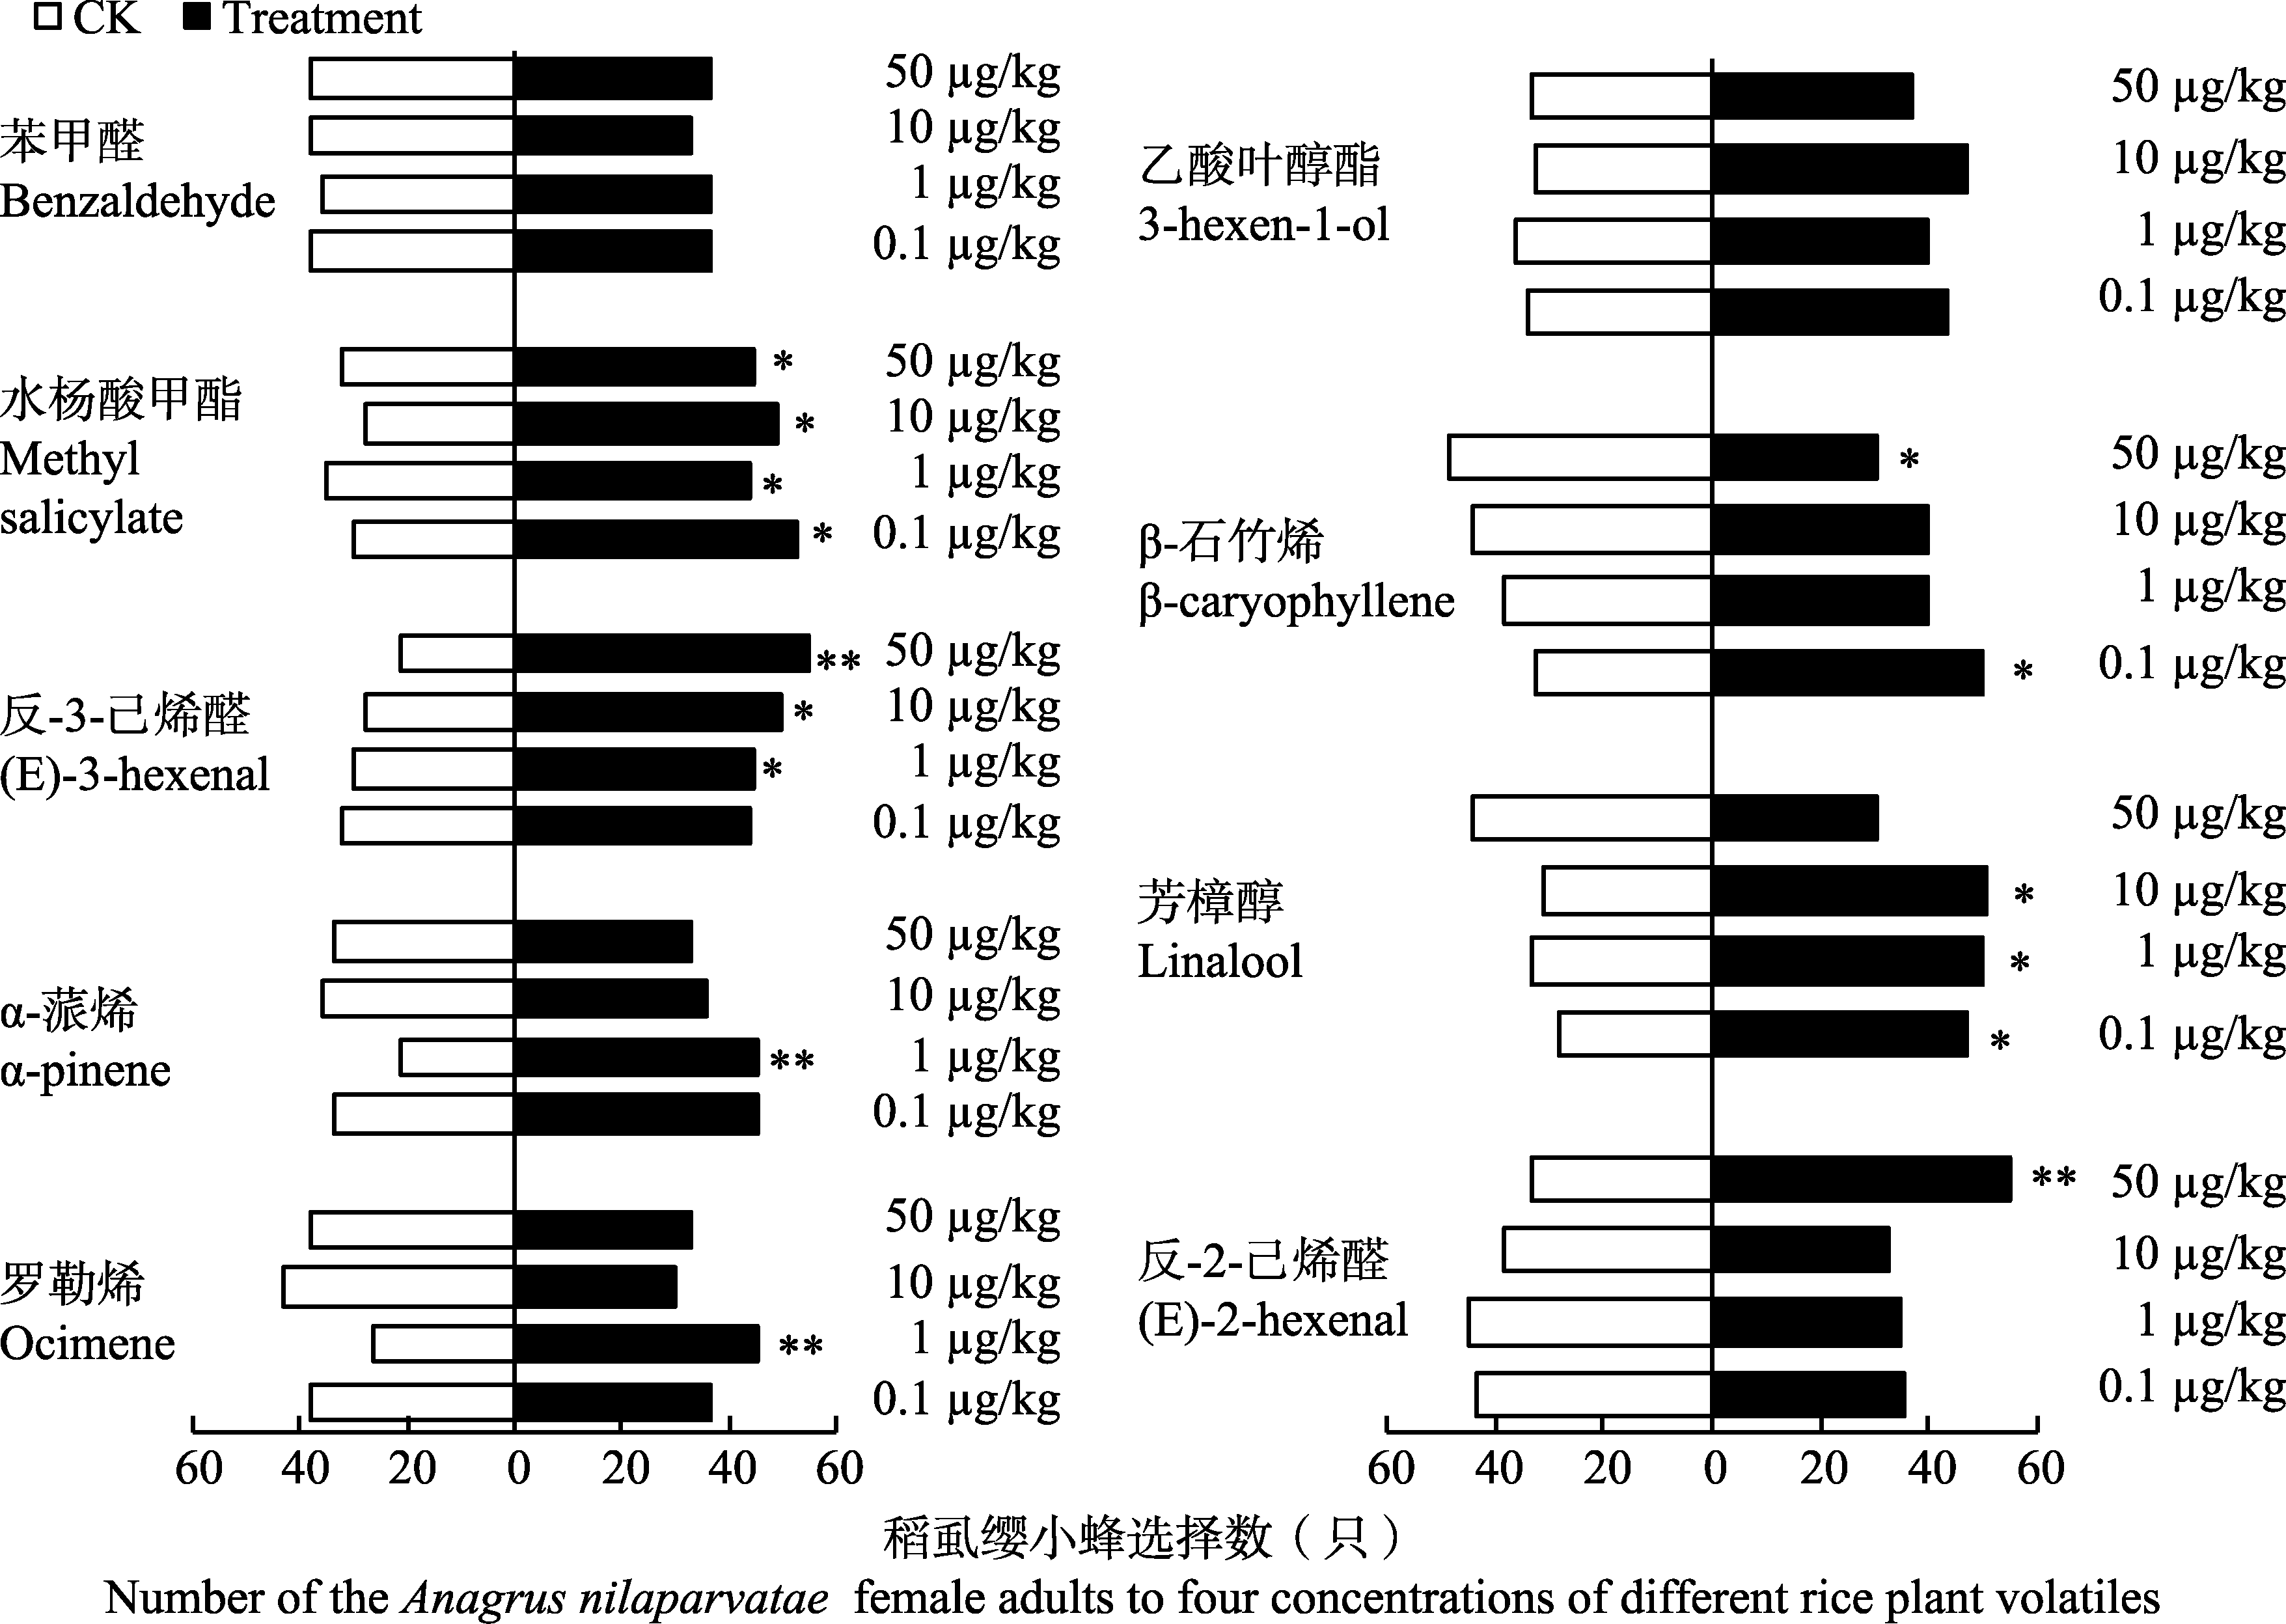 CK Treatment
苯甲醛
Benzaldehyde
50 µg/kg
10 µg/kg
1 µg/kg
0.1 µg/kg
水杨酸甲酯
Methyl
salicylate
* 50 µg/kg
* 10 µg/kg
* 1 µg/kg
* 0.1 µg/kg
反-3-己烯醛
(E)-3-hexenal
** 50 µg/kg
* 10 µg/kg
* 1 µg/kg
0.1 µg/kg
α-蒎烯
α-pinene
50 µg/kg
10 µg/kg
** 1 µg/kg
0.1 µg/kg
罗勒烯
Ocimene
50 µg/kg
10 µg/kg
** 1 µg/kg
0.1 µg/kg
60 40 20 0 20 40 60
乙酸叶醇酯
3-hexen-1-ol
50 µg/kg
10 µg/kg
1 µg/kg
0.1 µg/kg
β-石竹烯
β-caryophyllene
* 50 µg/kg
10 µg/kg
1 µg/kg
* 0.1 µg/kg
芳樟醇
Linalool
50 µg/kg
* 10 µg/kg
* 1 µg/kg
* 0.1 µg/kg
反-2-己烯醛
(E)-2-hexenal
** 50 µg/kg
10 µg/kg
1 µg/kg
0.1 µg/kg
60 40 20 0 20 40 60
稻虱缨小蜂选择数（只）
Number of the Anagrus nilaparvatae female adults to four concentrations of different rice plant volatiles